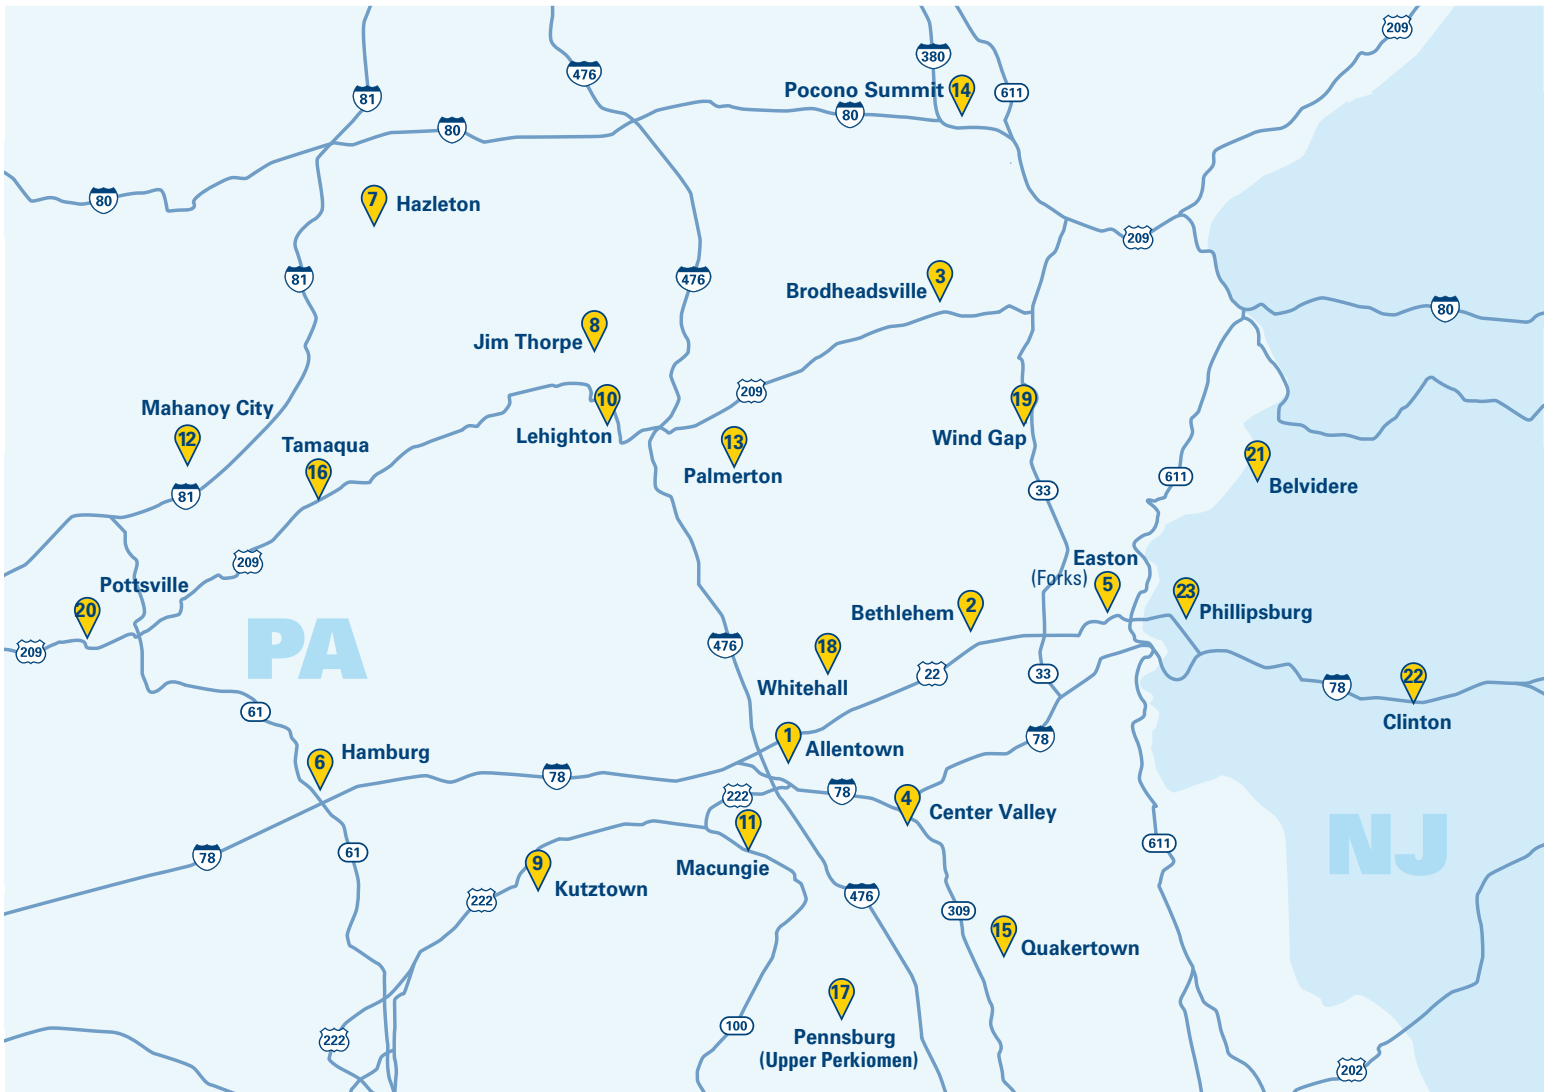 209
380
Pocono Summit
14
611
476
81
80
80
80
7
Hazleton
209
81
476
3
Brodheadsville
80
8
Jim Thorpe
209
10
Lehighton
19
Wind Gap
Mahanoy City
12
Tamaqua
16
13
Palmerton
21
Belvidere
81
33
611
209
Easton
(Forks)
5
Pottsville
20
23
Phillipsburg
Bethlehem
2
209
PA
476
18
Whitehall
22
33
78
22
Clinton
61
1
Allentown
78
Hamburg
6
78
222
78
4
Center Valley
11
Macungie
NJ
61
78
611
9
Kutztown
222
476
309
15
Quakertown
17
Pennsburg
(Upper Perkiomen)
100
222
202